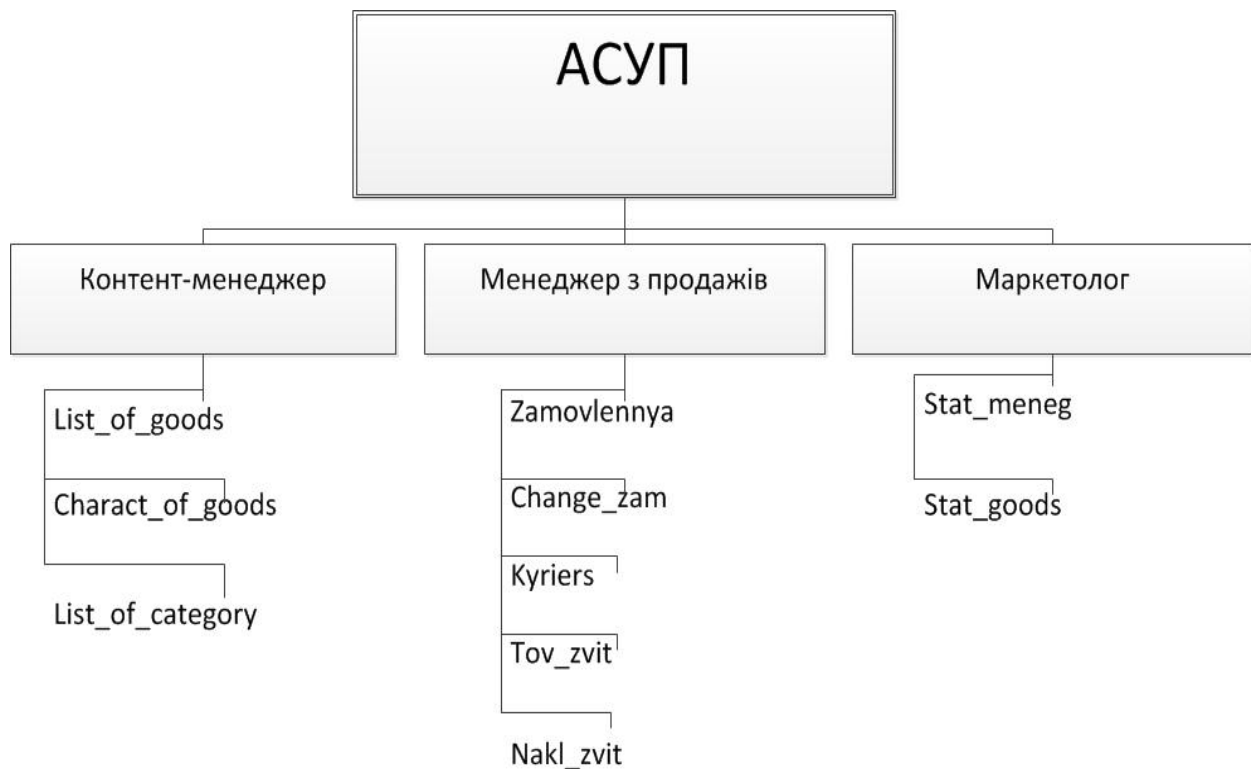 АСУП
Контент-менеджер
Менеджер з продажів
Маркетолог
List_of_goods
Charact_of_goods
List_of_category
Zamovlennya
Change_zam
Kyriers
Tov_zvit
Nakl_zvit
Stat_meneg
Stat_goods